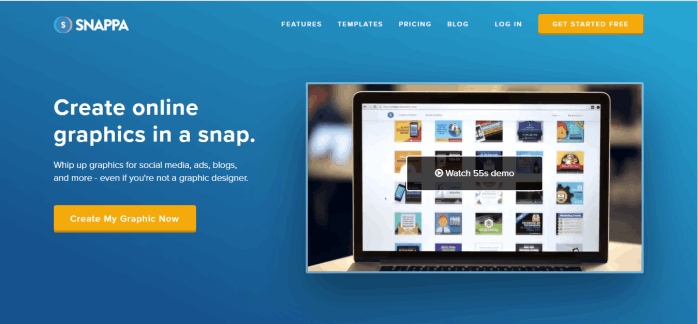 S SNAPPA
FEATURES TEMPLATES PRICING BLOG LOG IN GET STARTED FREE
Create online
graphics in a snap.
Whip up graphics for social media, ads, blogs,
and more - even if you're not a graphic designer.
Create My Graphic Now
Watch 55s demo